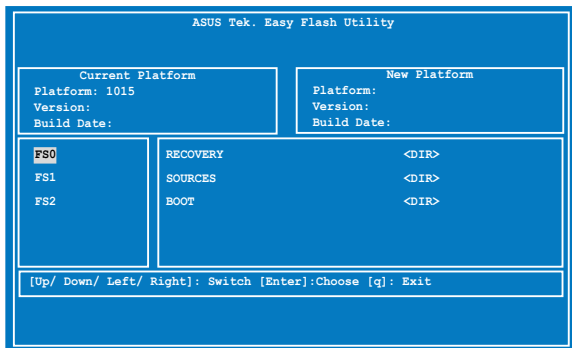 ASUS Tek. Easy Flash Utility
Current Platform
Platform: 1015
Version:
Build Date:
New Platform
Platform:
Version:
Build Date:
FS0
FS1
FS2
RECOVERY <DIR>
SOURCES <DIR>
BOOT <DIR>
[Up/ Down/ Left/ Right]: Switch [Enter]:Choose [q]: Exit